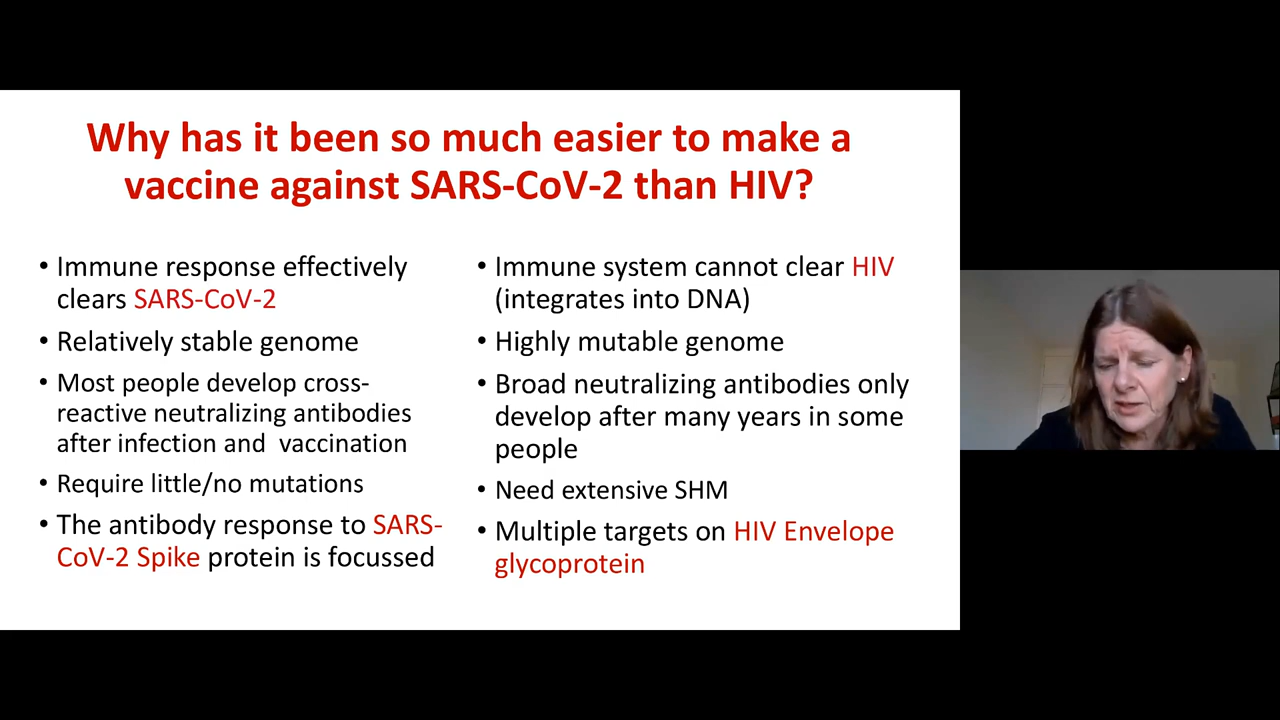 Why has it been so much easier to make a
vaccine against SARS-CoV-2 than HIV?
• Immune response effectively
clears SARS-CoV-2
• Relatively stable genome
• Most people develop cross-
reactive neutralizing antibodies
after infection and  vaccination
• Require little/no mutations
• The antibody response to SARS-
CoV-2 Spike protein is focussed
• Immune system cannot clear HIV
(integrates into DNA)
• Highly mutable genome
• Broad neutralizing antibodies only
develop after many years in some
people
• Need extensive SHM
• Multiple targets on HIV Envelope
glycoprotein